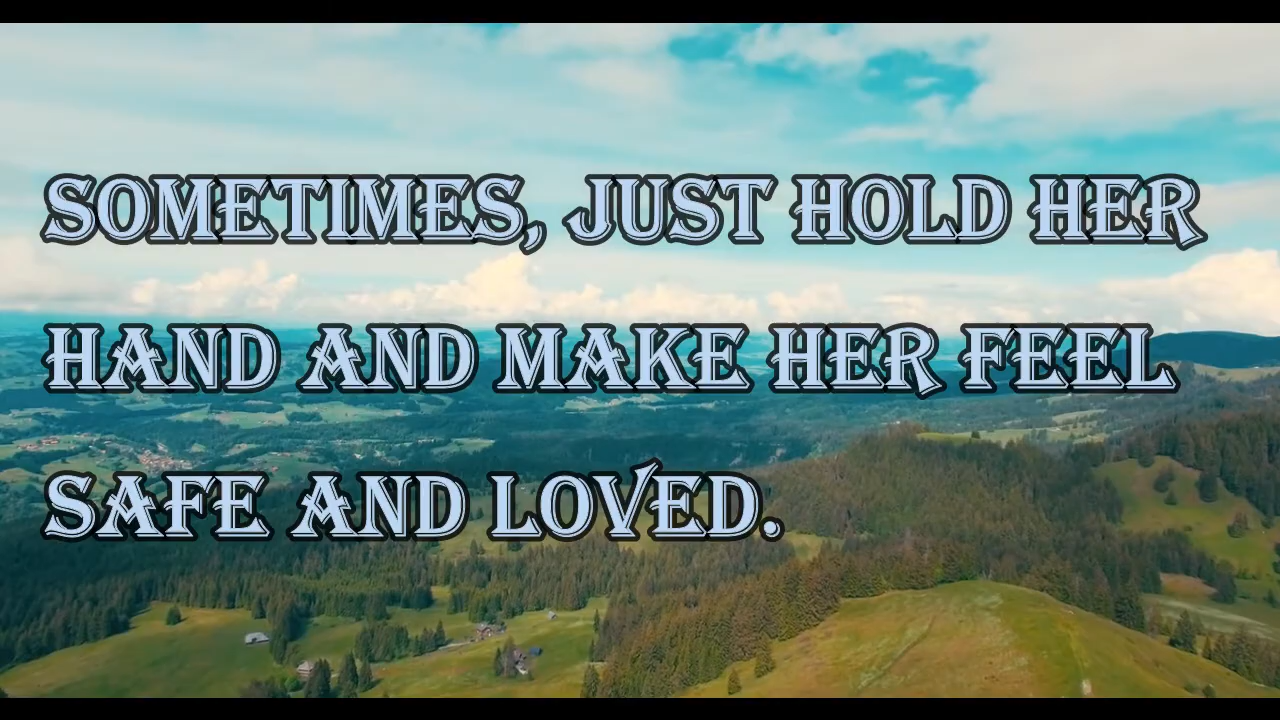 SOMETIMES, JUST HOLD HER
HAND AND MAKE HER FEEL
SAFE AND LOVED.